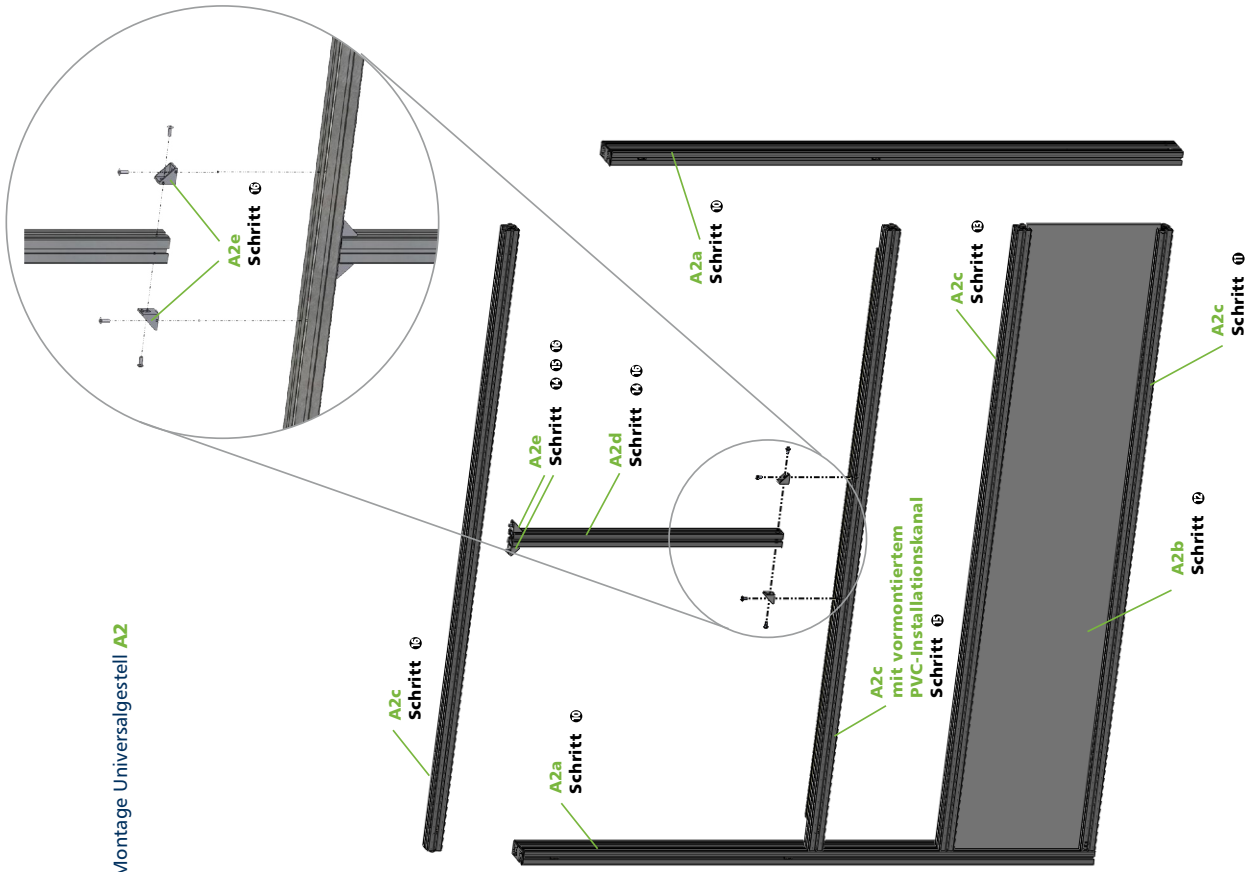 Montage Universalgestell A2
A2e
Schritt ⓰
A2c
Schritt ⓰
A2e
Schritt ⓮ ⓯ ⓰
A2d
Schritt ⓮ ⓰
A2a
Schritt ❿
A2a
Schritt ❿
A2c
mit vormontiertem
PVC-Installationskanal
Schritt ⓯
A2c
Schritt ⓭
A2b
Schritt ⓬
A2c
Schritt ⓫